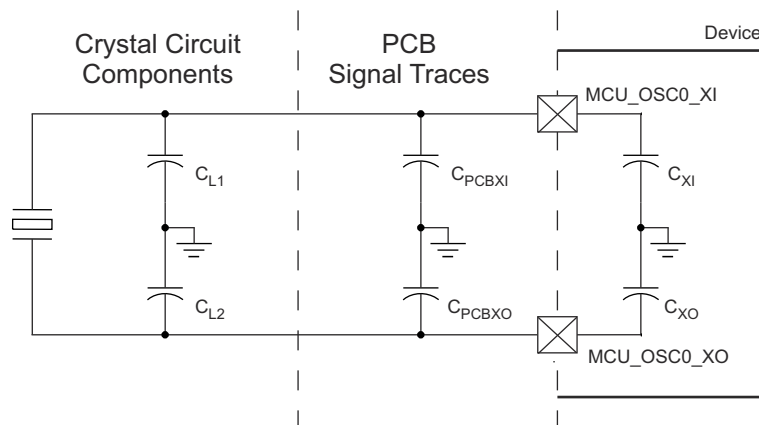 Crystal Circuit
Components
PCB
Signal Traces
Device
MCU_OSC0_XI
CL1
CPCBXI
CXI
CL2
CPCBXO
CXO
MCU_OSC0_XO